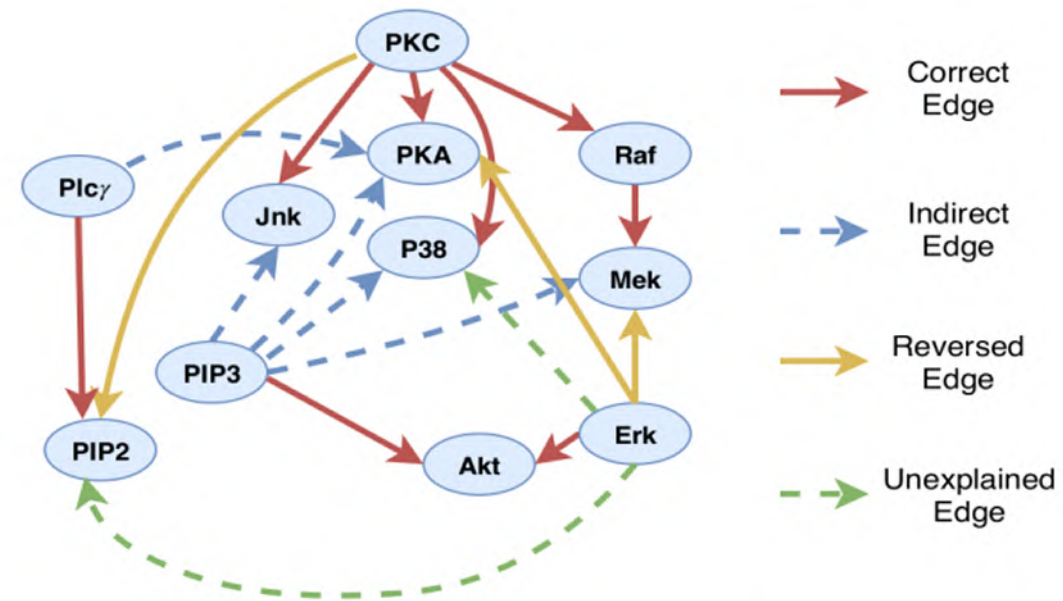 PKC
Correct
Edge
PKA
Raf
Plcγ
Jnk
Indirect
Edge
P38
Mek
PIP3
Reversed
Edge
Erk
PIP2
Akt
Unexplained
Edge